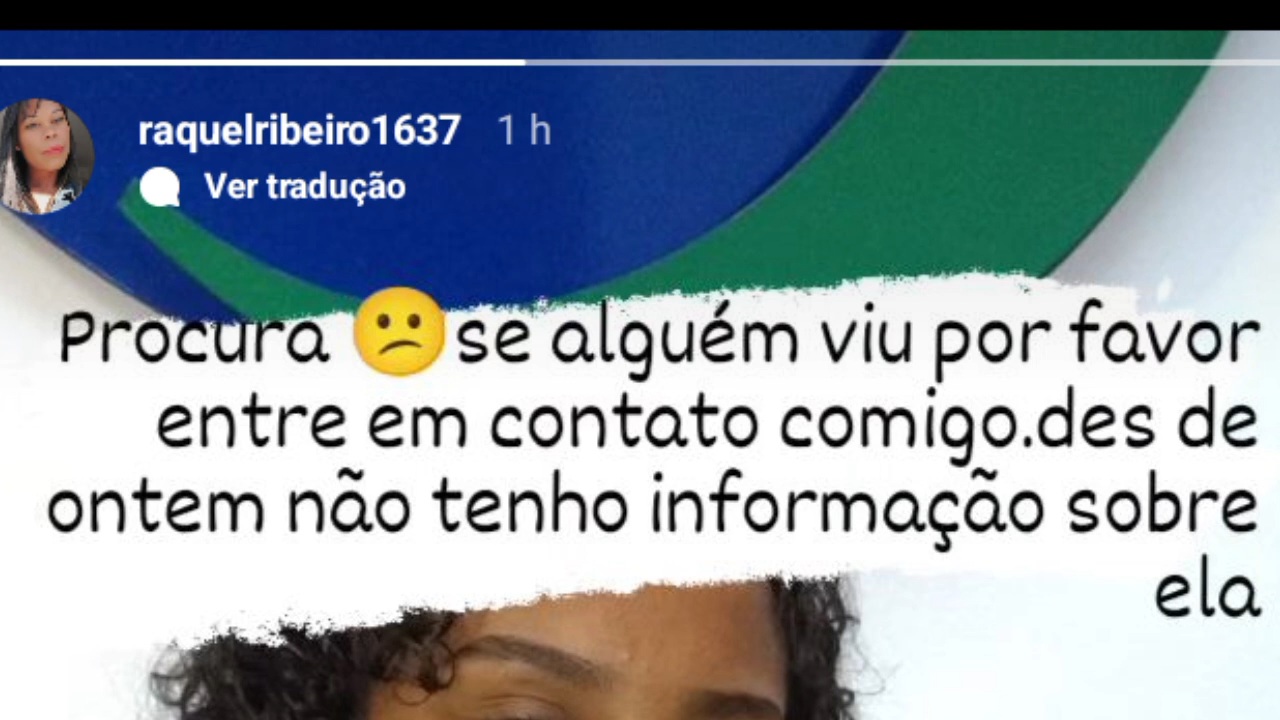 raquelribeiro1637 1 h
Ver tradução
Procura 😕 se alguém viu por favor
entre em contato comigo.des de
ontem não tenho informação sobre
ela